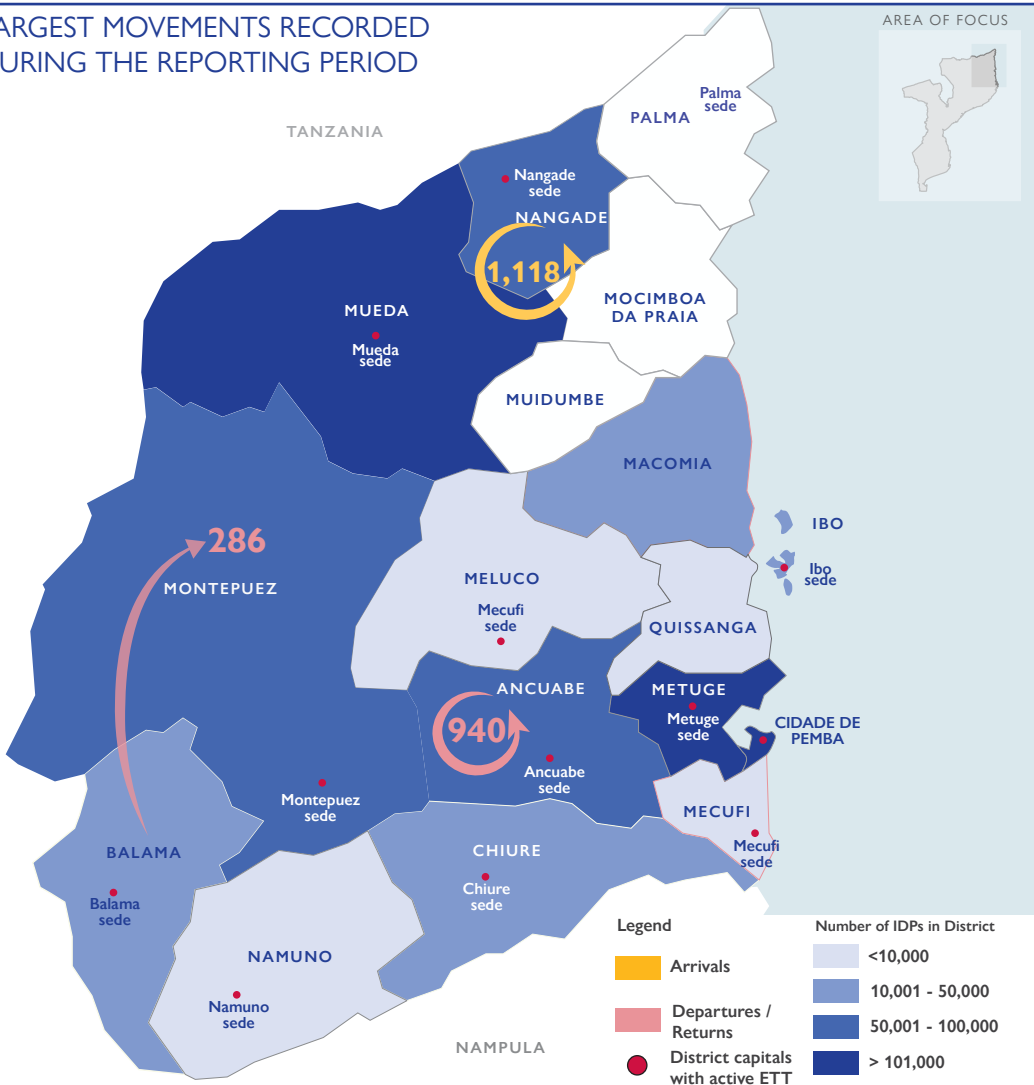 ARGEST MOVEMENTS RECORDED
URING THE REPORTING PERIOD
AREA OF FOCUS
TANZANIA
Palma
sede
PALMA
Nangade
sede
NANGADE
1,118
MOCIMBOA
DA PRAIA
MUEDA
Mueda
sede
MUIDUMBE
MACOMIA
IBO
Ibo
sede
286
MONTEPUEZ
MELUCO
Mecufi
sede
QUISSANGA
ANCUABE
940
METUGE
Metuge
sede
CIDADE DE
PEMBA
Ancuabe
sede
Montepuez
sede
MECUFI
Mecufi
sede
BALAMA
Balama
sede
CHIURE
Chiure
sede
NAMUNO
Namuno
sede
NAMPULA
Legend
Arrivals
Departures /
Returns
District capitals
with active ETT
Number of IDPs in District
<10,000
10,001 - 50,000
50,001 - 100,000
> 101,000